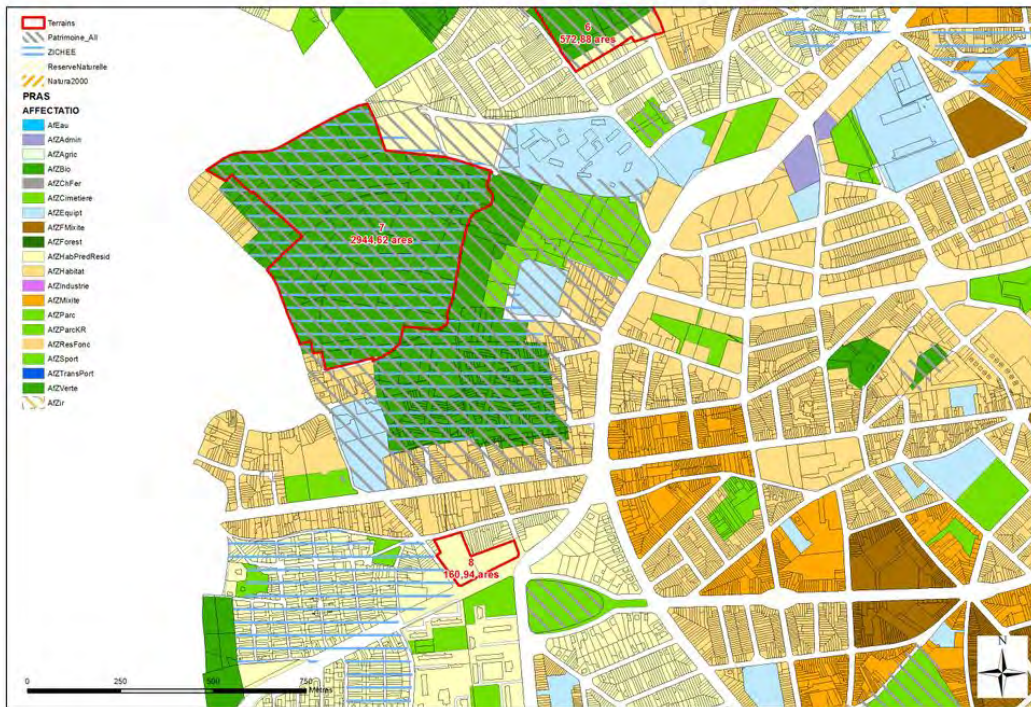 Terrains
Patrimoine_All
ZICHEE
ReserveNaturelle
Natura2000
PRAS
AFFECTATIO
AfEau
AfZAdmin
AfZAgric
AfZBio
AfZChFer
AfZCimetiere
AfZEquipt
AfZFMixite
AfZForest
AfZHabPredResid
AfZHabitat
AfZIndustrie
AfZMixite
AfZParc
AfZParcKR
AfZResFonc
AfZSport
AfZTransPort
AfZVerte
AfZir
6
572,88 ares
7
2944,62 ares
8
160,94 ares
N
0 250 500 750
Mètres